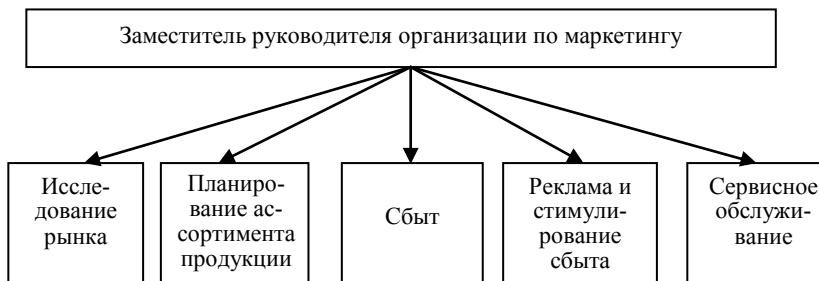 Заместитель руководителя организации по маркетингу
Иссле-
дование
рынка
Планиро-
вание ас-
сортимента
продукции
Сбыт
Реклама и
стимули-
рование
сбыта
Сервисное
обслужи-
вание